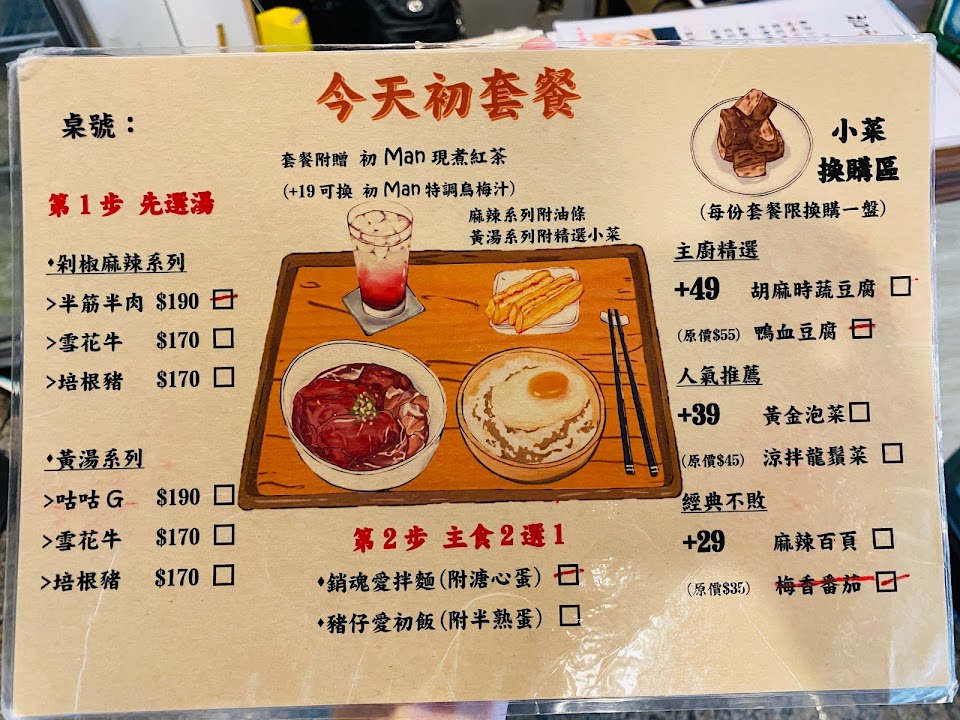 今天初套餐
桌號：
套餐附贈 初 Man 現煮紅茶
(+19可換 初 Man 特調烏梅汁)
麻辣系列附油條
黃湯系列附精選小菜
第1步 先選湯
•剁椒麻辣系列
>半筋半肉 $190
>雪花牛 $170
>培根豬 $170
•黃湯系列
>咕咕G $190
>雪花牛 $170
>培根豬 $170
第2步 主食2選1
•銷魂愛拌麵(附溏心蛋)
•豬仔愛初飯(附半熟蛋)
小菜
換購區
(每份套餐限換購一盤)
主廚精選
+49 胡麻時蔬豆腐
(原價$55) 鴨血豆腐
人氣推薦
+39 黃金泡菜
(原價$45) 涼拌龍鬚菜
經典不敗
+29 麻辣百頁
(原價$35) 梅香番茄